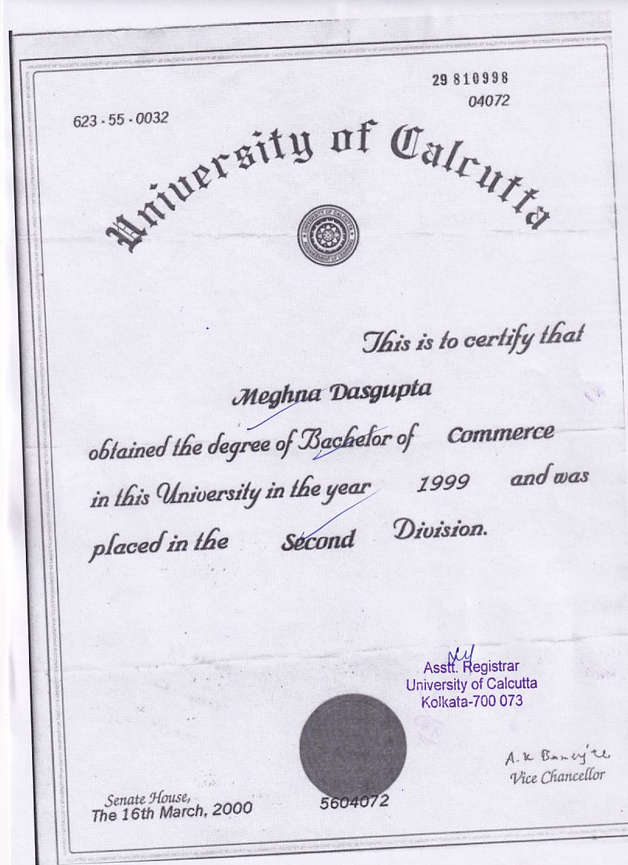 29 810998
04072
623-55-0032
University of Calcutta
This is to certify that
Meghna Dasgupta
obtained the degree of Bachelor of Commerce
in this University in the year 1999 and was
placed in the Second Division.
Asstt. Registrar
University of Calcutta
Kolkata-700 073
A. K Banerjee
Vice Chancellor
Senate House,
The 16th March, 2000
5604072